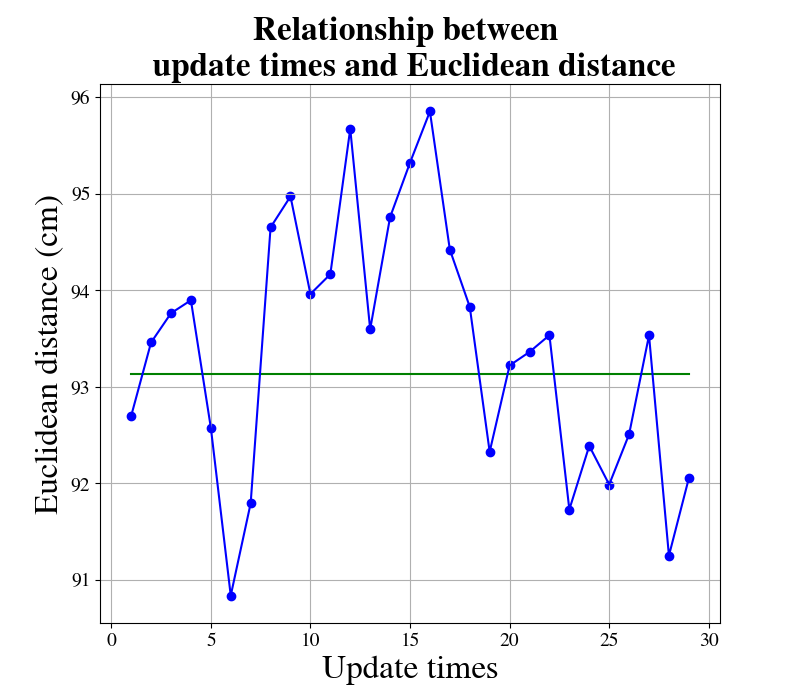 Relationship between
update times and Euclidean distance
96
95
94
93
92
91
Euclidean distance (cm)
0 5 10 15 20 25 30
Update times